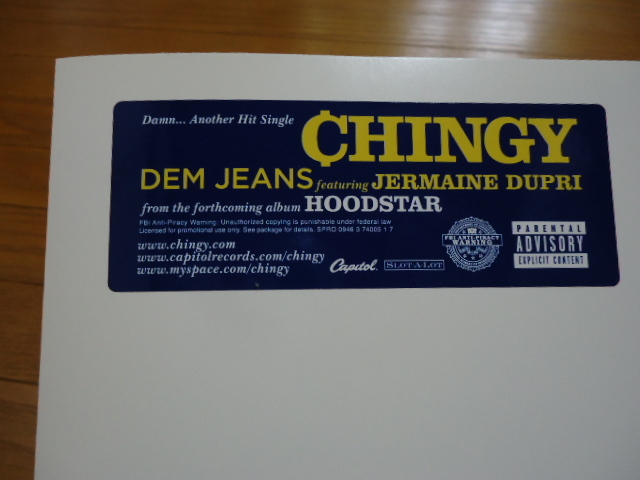 Damn... Another Hit Single
¢HINGY
DEM JEANS featuring JERMAINE DUPRI
from the forthcoming album HOODSTAR
FBI Anti-Piracy Warning: Unauthorized copying is punishable under federal law
Licensed for promotional use only. See package for details. SPRO 0946 3 74005 1 7
www.chingy.com
www.capitolrecords.com/chingy
www.myspace.com/chingy
Capitol.
SLOT-A-LOT
FBI ANTI-PIRACY
WARNING
PARENTAL
ADVISORY
EXPLICIT CONTENT